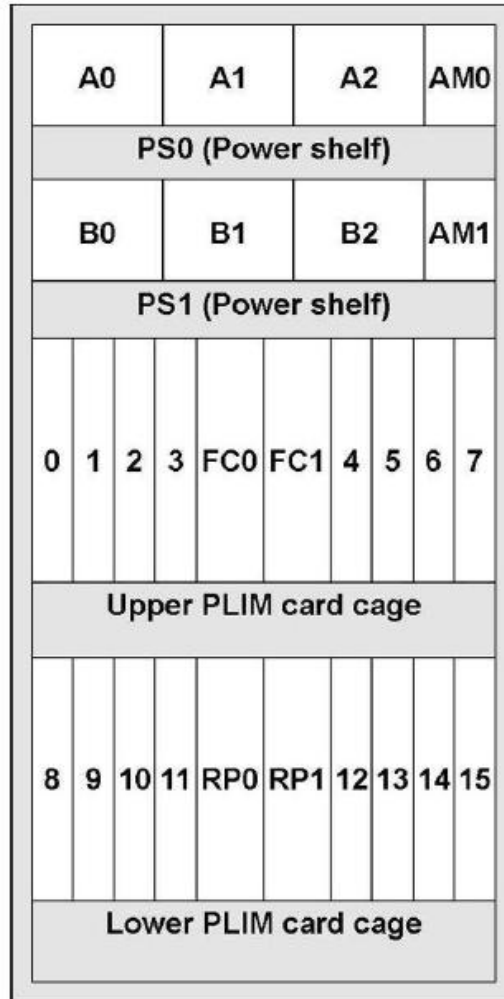 A0 A1 A2 AM0
PS0 (Power shelf)
B0 B1 B2 AM1
PS1 (Power shelf)
0 1 2 3 FC0 FC1 4 5 6 7
Upper PLIM card cage
8 9 10 11 RP0 RP1 12 13 14 15
Lower PLIM card cage